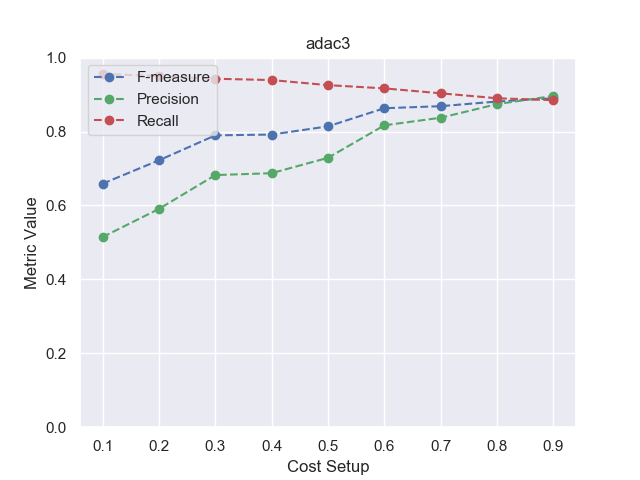 adac3
F-measure
Precision
Recall
Metric Value
1.0
0.8
0.6
0.4
0.2
0.0
0.1 0.2 0.3 0.4 0.5 0.6 0.7 0.8 0.9
Cost Setup